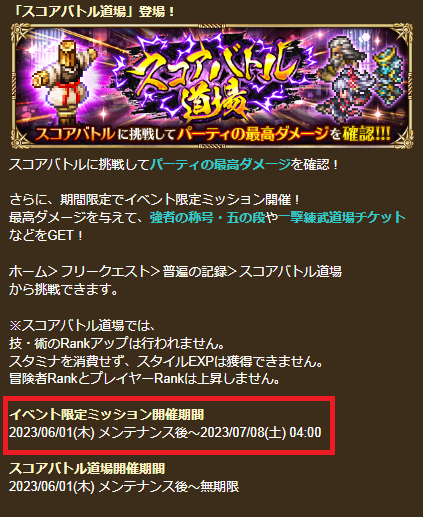 「スコアバトル道場」登場！
スコアバトル
道場
スコアバトルに挑戦してパーティの最高ダメージを確認!!!
スコアバトルに挑戦してパーティの最高ダメージを確認！
さらに、期間限定でイベント限定ミッション開催！
最高ダメージを与えて、強者の称号・五の段や一撃練武道場チケット
などをGET！
ホーム＞フリークエスト＞普遍の記録＞スコアバトル道場
から挑戦できます。
※スコアバトル道場では、
技・術のRankアップは行われません。
スタミナを消費せず、スタイルEXPは獲得できません。
冒険者RankとプレイヤーRankは上昇しません。
イベント限定ミッション開催期間
2023/06/01(木) メンテナンス後～2023/07/08(土) 04:00
スコアバトル道場開催期間
2023/06/01(木) メンテナンス後～無期限